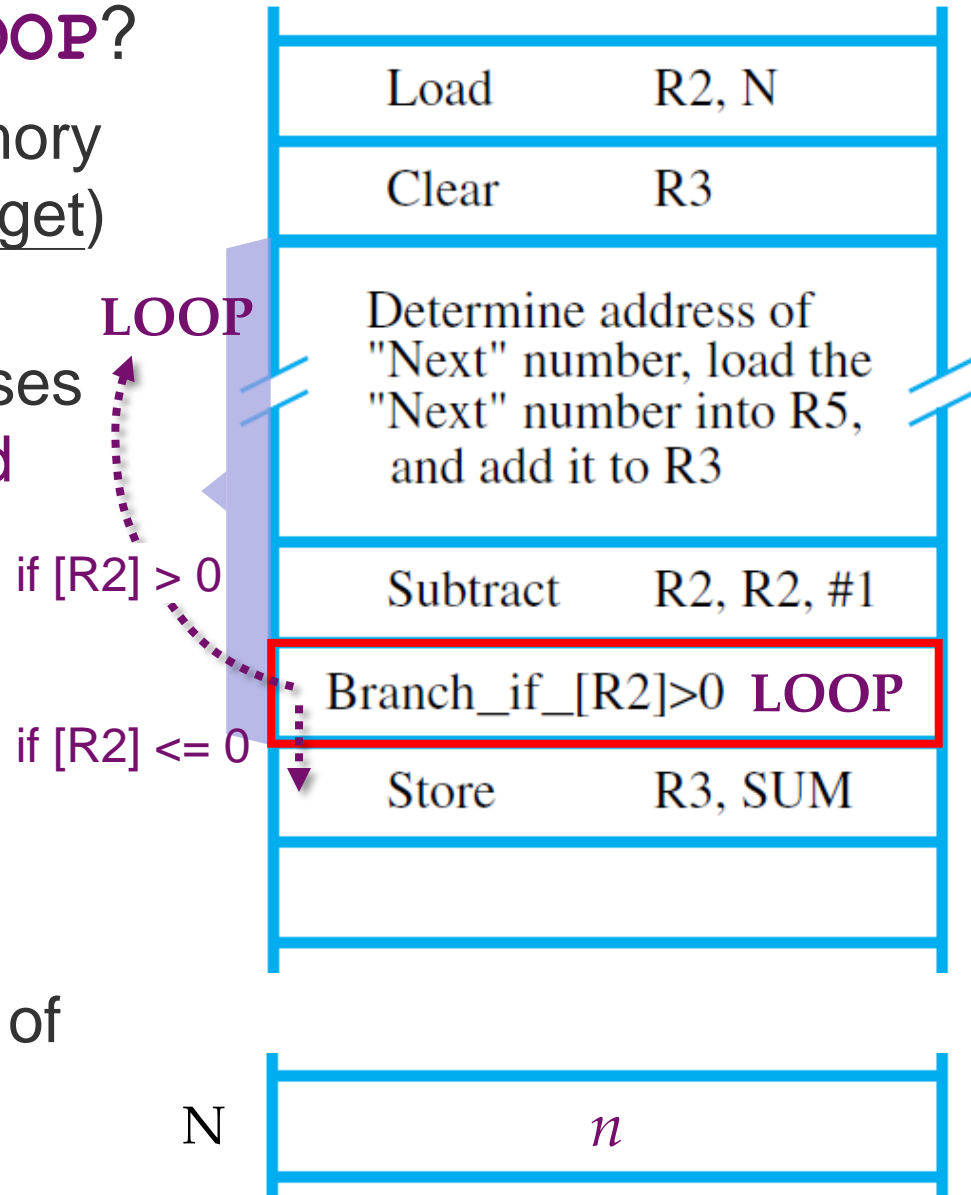 OOP?
nory
get)
ses
d
of
Load R2, N
Clear R3
LOOP
Determine address of
"Next" number, load the
"Next" number into R5,
and add it to R3
if [R2] > 0
Subtract R2, R2, #1
Branch_if_[R2]>0 LOOP
if [R2] <= 0
Store R3, SUM
N n